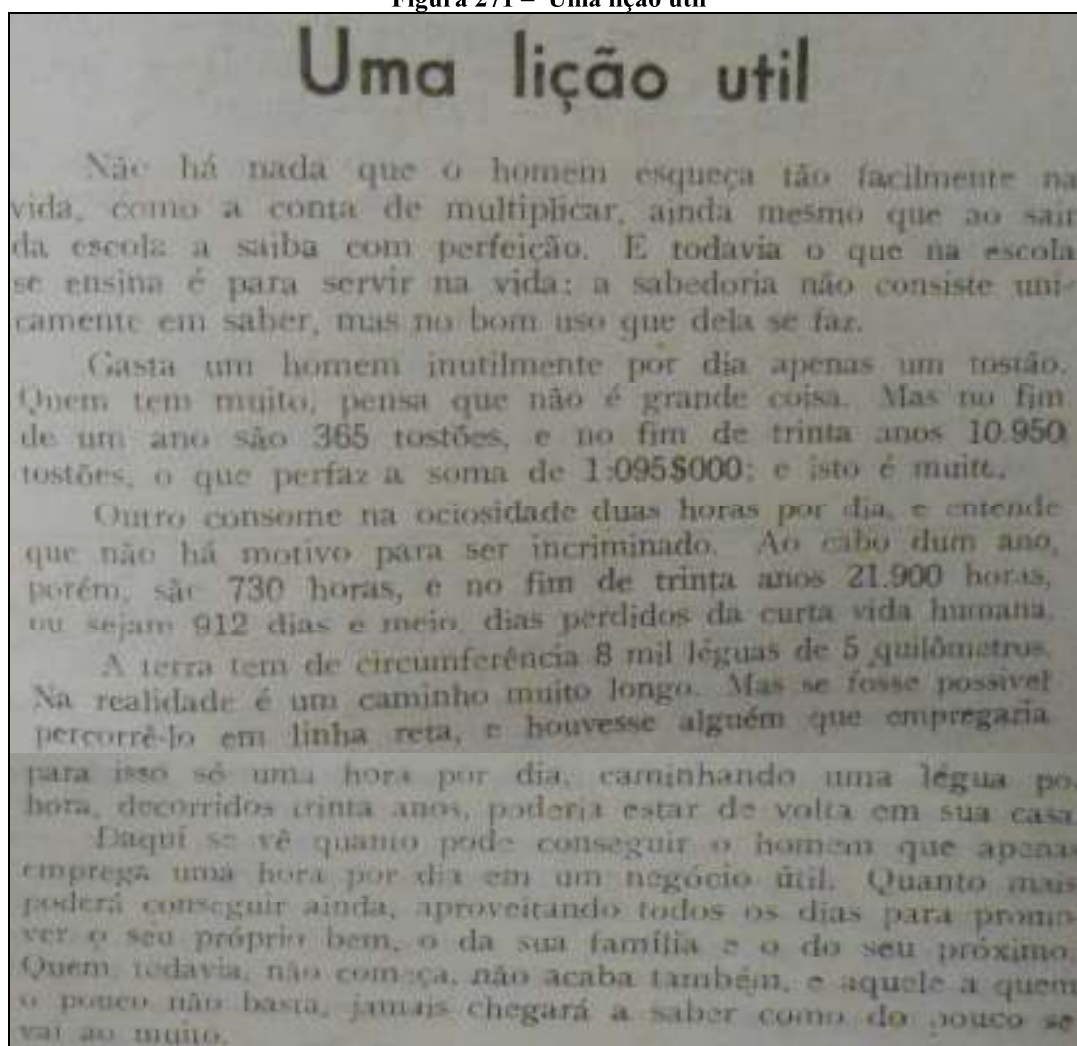 Figura 271 – Uma lição útil
Uma lição util
Não há nada que o homem esqueça tão facilmente na
vida, como a conta de multiplicar, ainda mesmo que ao sair
da escola a saiba com perfeição. E todavia o que na escola
se ensina é para servir na vida: a sabedoria não consiste uni-
camente em saber, mas no bom uso que dela se faz.
Gasta um homem inutilmente por dia apenas um tostão.
Quem tem muito, pensa que não é grande coisa. Mas no fim
de um ano são 365 tostões, e no fim de trinta anos 10.950
tostões, o que perfaz a soma de 1:095$000; e isto é muito.
Outro consome na ociosidade duas horas por dia, e entende
que não há motivo para ser incriminado. Ao cabo dum ano,
porém, são 730 horas, e no fim de trinta anos 21.900 horas,
ou sejam 912 dias e meio, dias perdidos da curta vida humana.
A terra tem de circumferência 8 mil léguas de 5 quilômetros.
Na realidade é um caminho muito longo. Mas se fosse possivel
percorrê-lo em linha reta, e houvesse alguém que empregaria
para isso só uma hora por dia, caminhando uma légua po
hora, decorridos trinta anos, poderia estar de volta em sua casa
Daquí se vê quanto pode conseguir o homem que apenas
emprega uma hora por dia em um negócio útil. Quanto mais
poderá conseguir ainda, aproveitando todos os dias para promo-
ver o seu próprio bem, o da sua família e o do seu próximo.
Quem, todavia, não começa, não acaba também, e aquele a quem
o pouco não basta, jamais chegará a saber como do pouco se
vai ao muito.